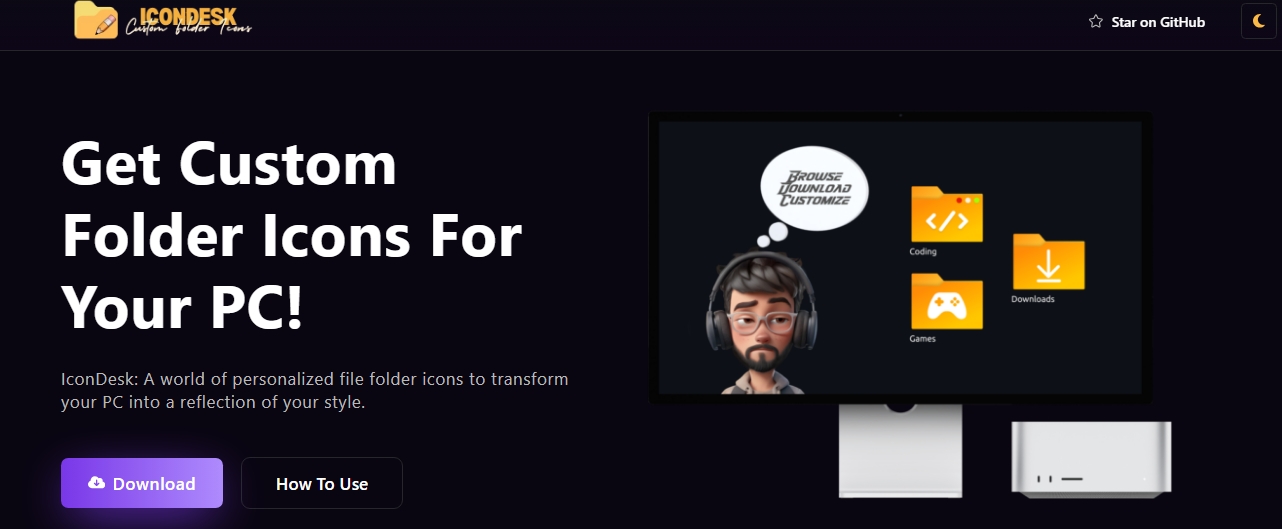 ICONDESK
Custom folder Icons
Star on GitHub
Get Custom
Folder Icons For
Your PC!
IconDesk: A world of personalized file folder icons to transform
your PC into a reflection of your style.
Download
How To Use
BROWSE
DOWNLOAD
CUSTOMIZE
</>
Coding
Games
Downloads